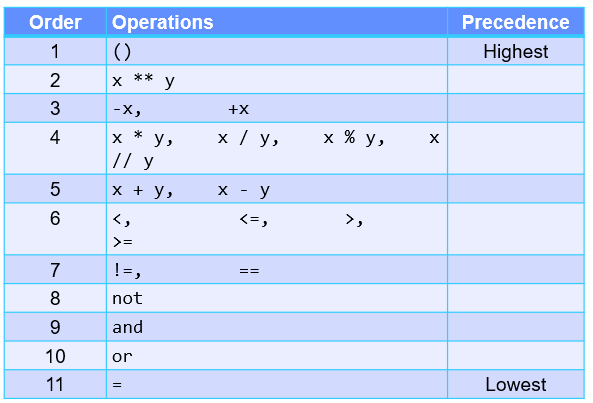 Order Operations Precedence
1 () Highest
2 x ** y
3 -x, +x
4 x * y, x / y, x % y, x
// y
5 x + y, x - y
6 <, <=, >,
>=
7 !=, ==
8 not
9 and
10 or
11 = Lowest